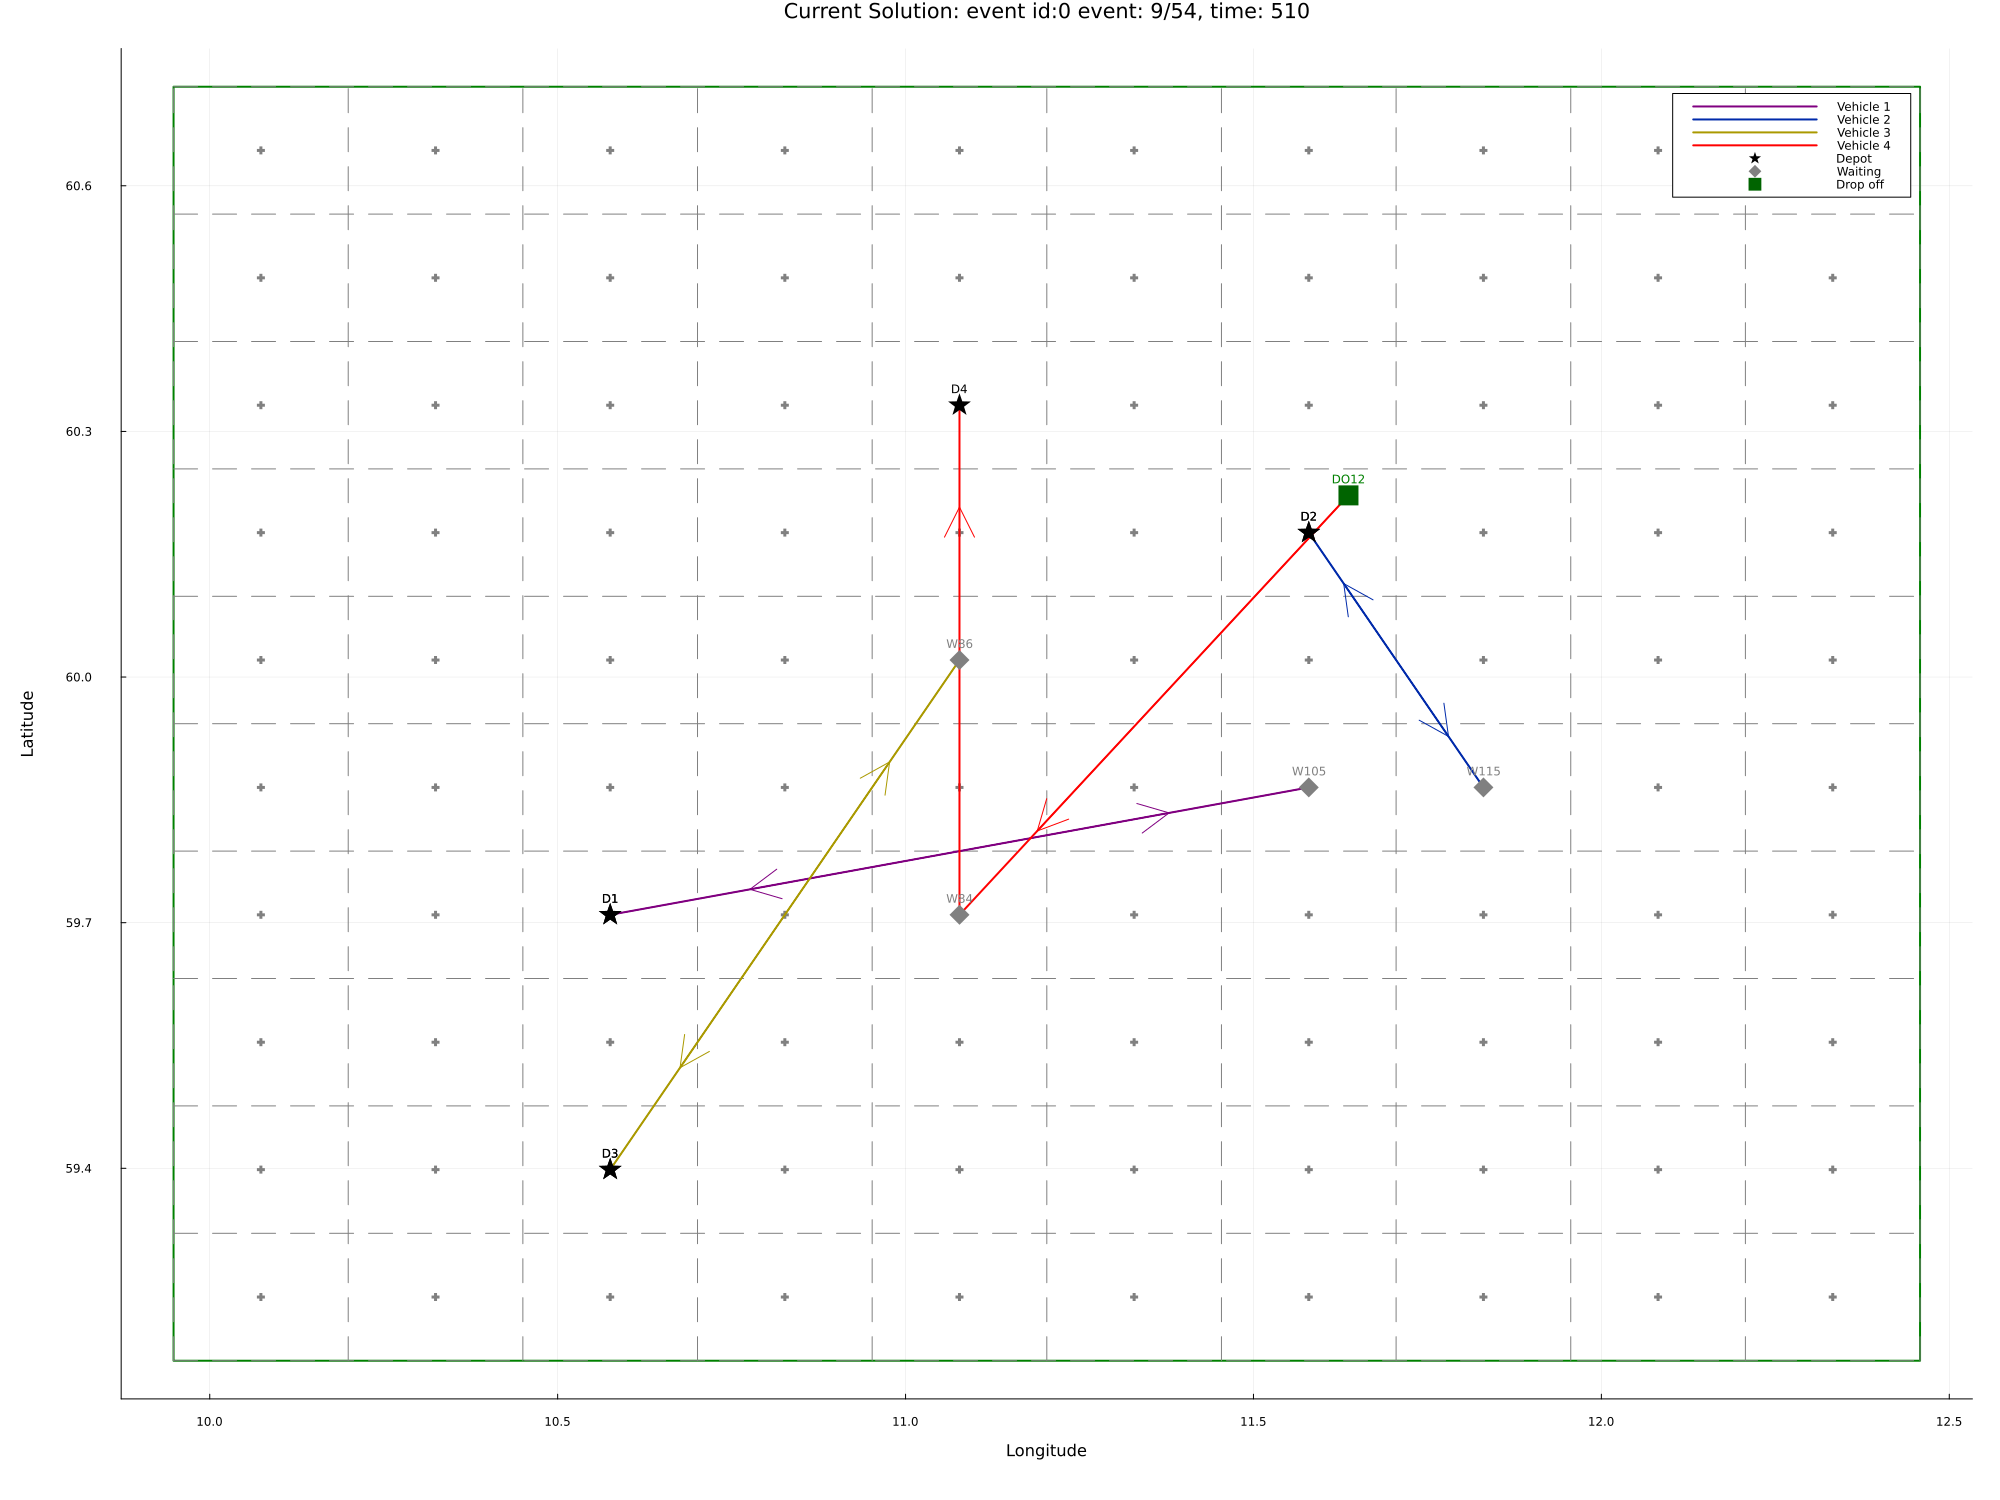 Current Solution: event id:0 event: 9/54, time: 510
Vehicle 1
Vehicle 2
Vehicle 3
Vehicle 4
Depot
Waiting
Drop off
60.6
60.3
60.0
59.7
59.4
Latitude
D4
DO12
D2
W86
W105
W115
D1
W84
D3
10.0
10.5
11.0
11.5
12.0
12.5
Longitude